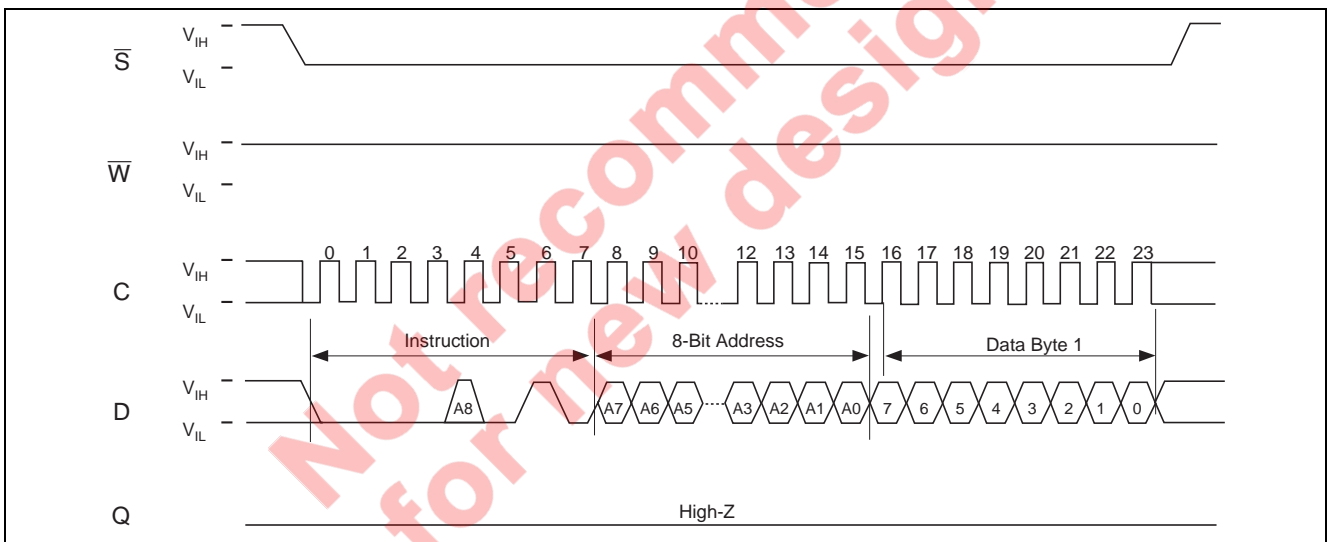 Not recomme
for new desig
S̅
V_IH
V_IL
W̅
V_IH
V_IL
C
V_IH
V_IL
0 1 2 3 4 5 6 7 8 9 10 12 13 14 15 16 17 18 19 20 21 22 23
Instruction 8-Bit Address Data Byte 1
D
V_IH
V_IL
A8 A7 A6 A5 A3 A2 A1 A0 7 6 5 4 3 2 1 0
Q
High-Z